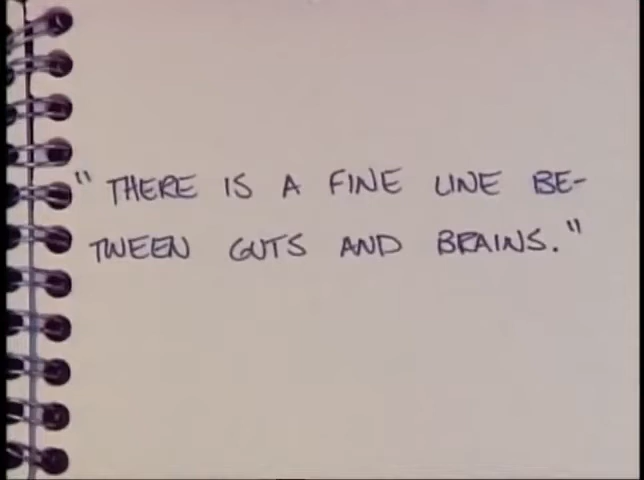 "THERE IS A FINE LINE BE-
TWEEN GUTS AND BRAINS."